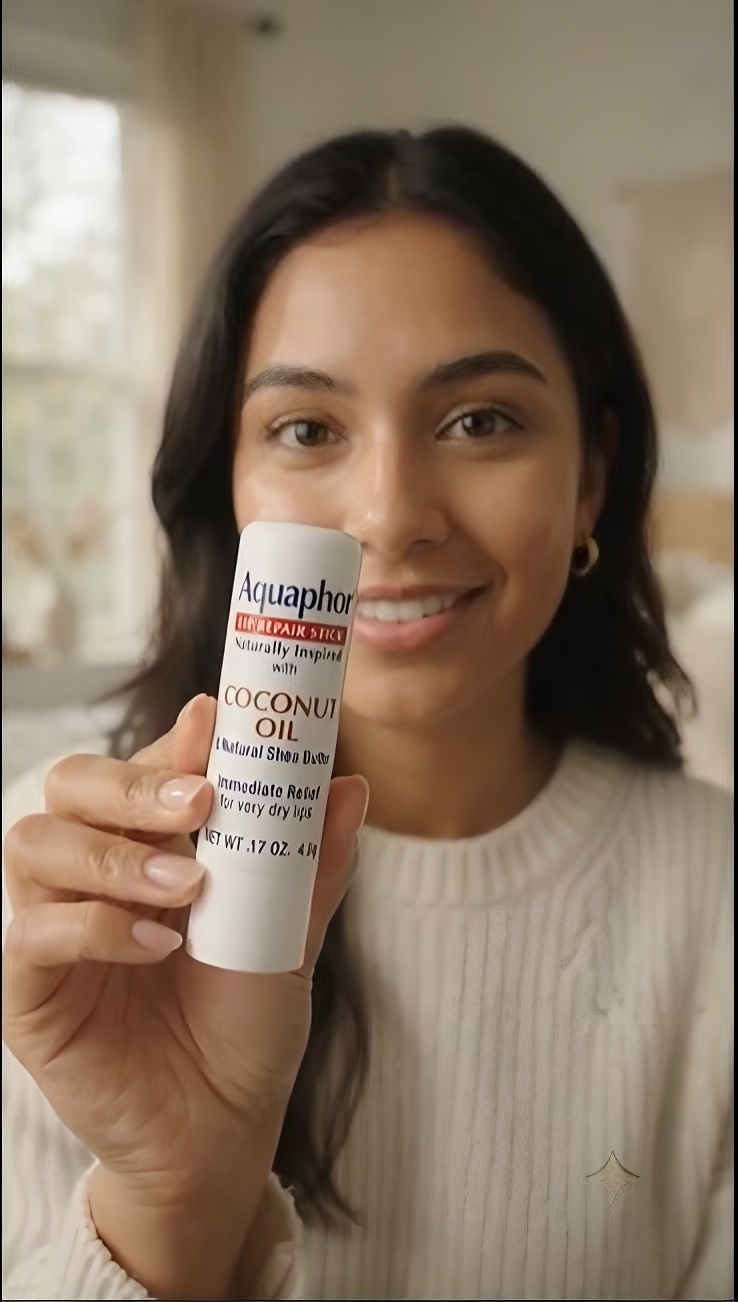 Aquaphor
Naturally Inspired
with
COCONUT
OIL
Immediate Relief
for very dry lips
NET WT .17 OZ.